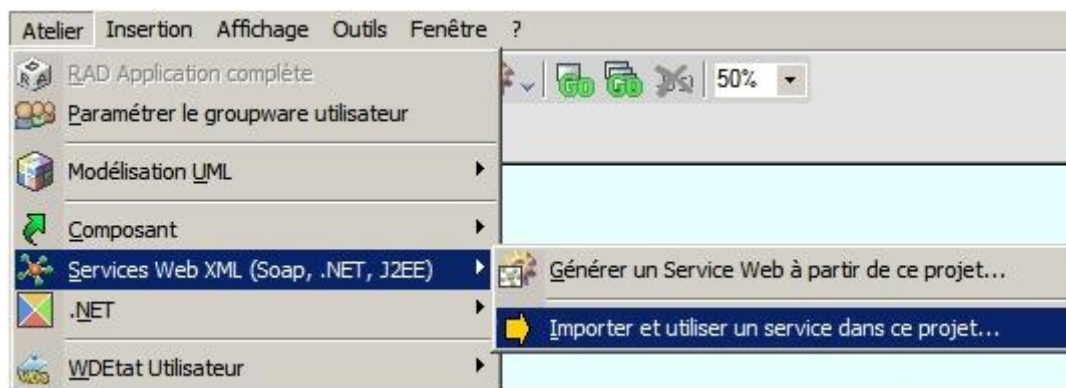 Atelier Insertion Affichage Outils Fenêtre ?
RAD Application complète
50%
Paramétrer le groupware utilisateur
Modélisation UML
Composant
Services Web XML (Soap, .NET, J2EE)
Générer un Service Web à partir de ce projet...
.NET
Importer et utiliser un service dans ce projet...
WDEtat Utilisateur